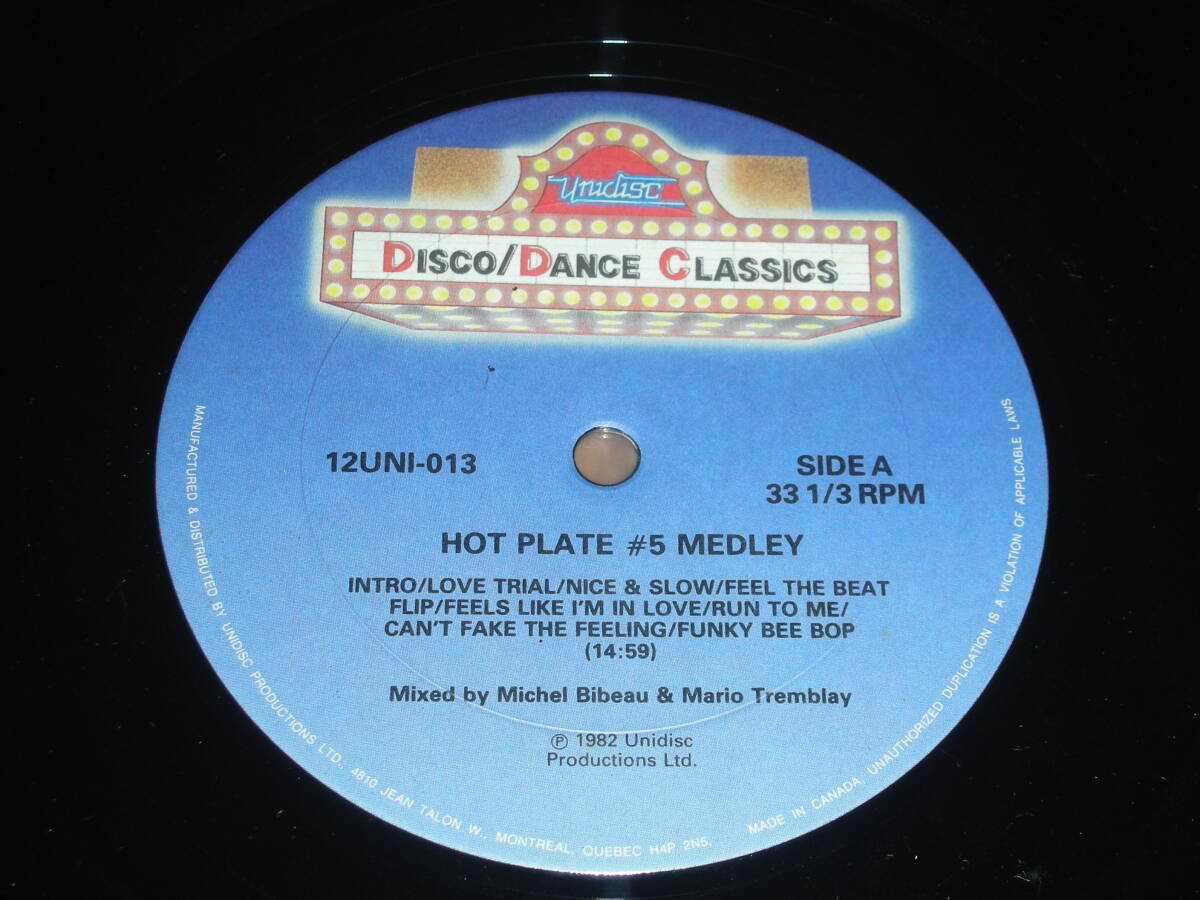 Unidisc
DISCO/DANCE CLASSICS
12UNI-013
SIDE A
33 1/3 RPM
HOT PLATE #5 MEDLEY
INTRO/LOVE TRIAL/NICE & SLOW/FEEL THE BEAT
FLIP/FEELS LIKE I'M IN LOVE/RUN TO ME/
CAN'T FAKE THE FEELING/FUNKY BEE BOP
(14:59)
Mixed by Michel Bibeau & Mario Tremblay
℗ 1982 Unidisc
Productions Ltd.
MANUFACTURED & DISTRIBUTED BY UNIDISC PRODUCTIONS LTD. 4810 JEAN TALON W., MONTREAL, QUEBEC H4P 2N5, MADE IN CANADA, UNAUTHORIZED DUPLICATION IS A VIOLATION OF APPLICABLE LAWS